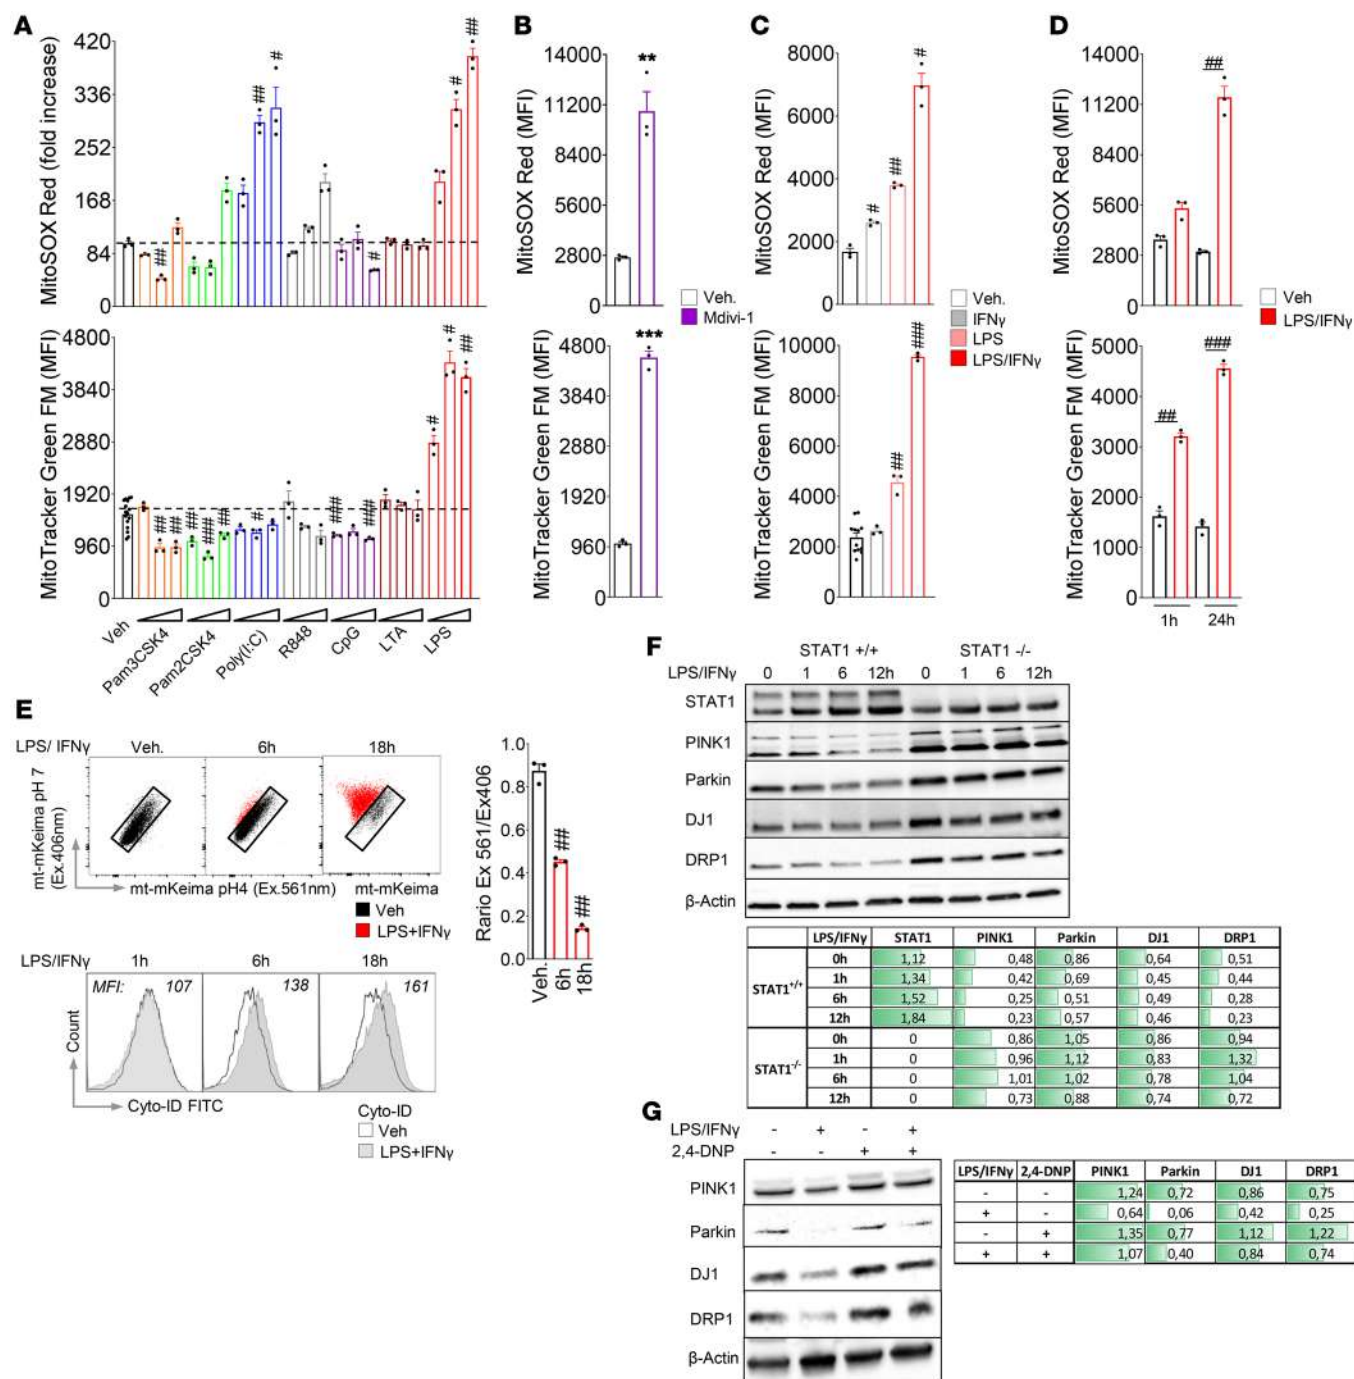 A
MitoSOX Red (fold increase)
420
336
252
168
84
0
##
##
#
#
#
##
MitoTracker Green FM (MFI)
4800
3840
2880
1920
960
0
##
##
##
###
##
#
###
###
#
#
##
Veh
Pam3CSK4
Pam2CSK4
Poly(I:C)
R848
CpG
LTA
LPS
B
MitoSOX Red (MFI)
14000
11200
8400
5600
2800
0
**
Veh.
Mdivi-1
MitoTracker Green FM (MFI)
4800
3840
2880
1920
960
0
***
C
MitoSOX Red (MFI)
8000
6000
4000
2000
0
#
##
#
Veh.
IFNγ
LPS
LPS/IFNγ
MitoTracker Green FM (MFI)
10000
8000
6000
4000
2000
0
##
###
D
MitoSOX Red (MFI)
14000
11200
8400
5600
2800
0
##
Veh
LPS/IFNγ
MitoTracker Green FM (MFI)
5000
4000
3000
2000
1000
0
##
###
1h 24h
E
LPS/ IFNγ Veh. 6h 18h
mt-mKeima pH 7
(Ex.406nm)
mt-mKeima pH4 (Ex.561nm)
mt-mKeima
Veh
LPS+IFNγ
Rario Ex 561/Ex406
1.0
0.8
0.6
0.4
0.2
0.0
##
##
Veh.
6h
18h
LPS/IFNγ 1h 6h 18h
MFI: 107 138 161
Count
Cyto-ID FITC
Cyto-ID
Veh
LPS+IFNγ
F
STAT1 +/+ STAT1 -/-
LPS/IFNγ 0 1 6 12h 0 1 6 12h
STAT1
PINK1
Parkin
DJ1
DRP1
β-Actin
LPS/IFNγ STAT1 PINK1 Parkin DJ1 DRP1
STAT1+/+
0h 1,12 0,48 0,86 0,64 0,51
1h 1,34 0,42 0,69 0,45 0,44
6h 1,52 0,25 0,51 0,49 0,28
12h 1,84 0,23 0,57 0,46 0,23
STAT1-/-
0h 0 0,86 1,05 0,86 0,94
1h 0 0,96 1,12 0,83 1,32
6h 0 1,01 1,02 0,78 1,04
12h 0 0,73 0,88 0,74 0,72
G
LPS/IFNγ - + - +
2,4-DNP - - + +
PINK1
Parkin
DJ1
DRP1
β-Actin
LPS/IFNγ 2,4-DNP PINK1 Parkin DJ1 DRP1
- - 1,24 0,72 0,86 0,75
+ - 0,64 0,06 0,42 0,25
- + 1,35 0,77 1,12 1,22
+ + 1,07 0,40 0,84 0,74